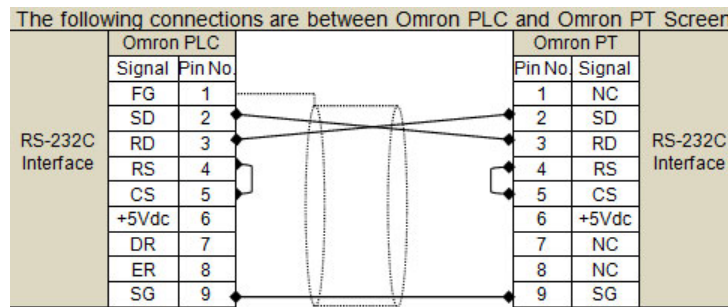 The following connections are between Omron PLC and Omron PT Screen
Omron PLC Omron PT
Signal Pin No. Pin No. Signal
FG 1 1 NC
SD 2 2 SD
RS-232C Interface RD 3 3 RD RS-232C Interface
RS 4 4 RS
CS 5 5 CS
+5Vdc 6 6 +5Vdc
DR 7 7 NC
ER 8 8 NC
SG 9 9 SG